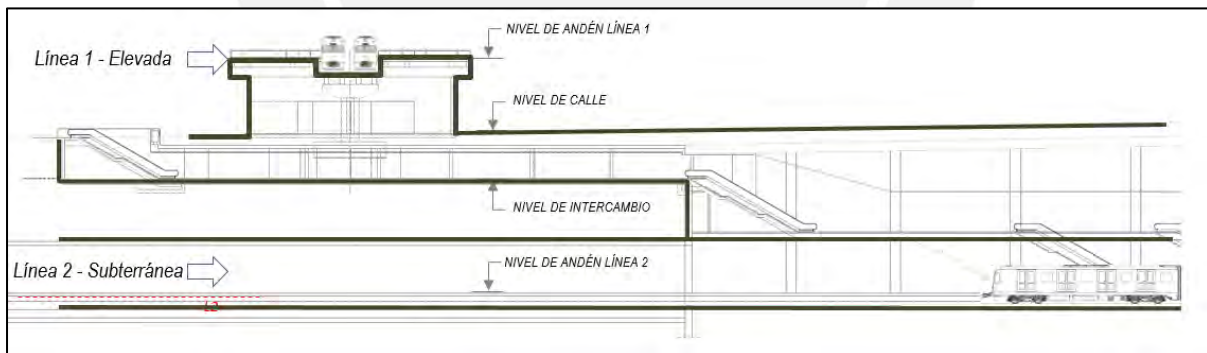 NIVEL DE ANDÉN LÍNEA 1
Línea 1 - Elevada
NIVEL DE CALLE
NIVEL DE INTERCAMBIO
NIVEL DE ANDÉN LÍNEA 2
Línea 2 - Subterránea
L2